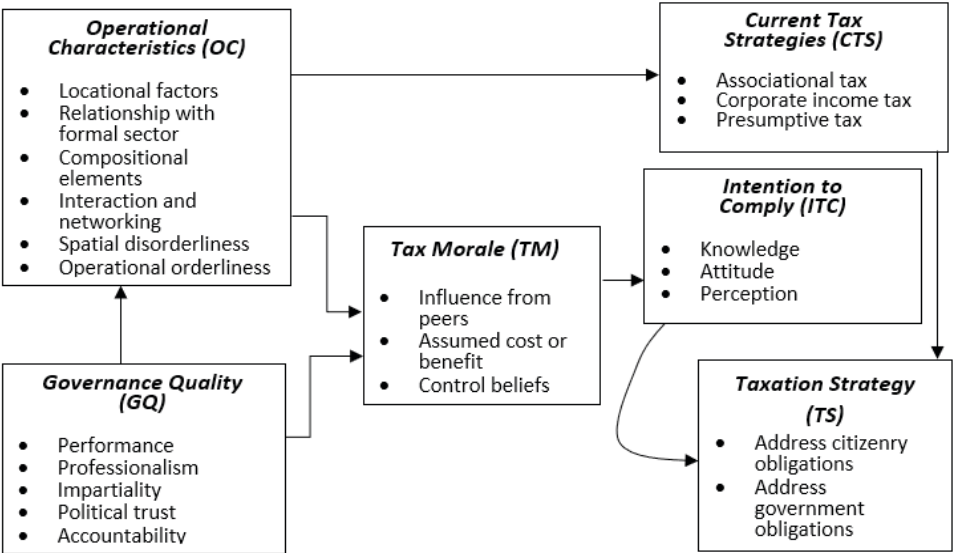 Operational
Characteristics (OC)
• Locational factors
• Relationship with
formal sector
• Compositional
elements
• Interaction and
networking
• Spatial disorderliness
• Operational orderliness
Governance Quality
(GQ)
• Performance
• Professionalism
• Impartiality
• Political trust
• Accountability
Tax Morale (TM)
• Influence from
peers
• Assumed cost or
benefit
• Control beliefs
Current Tax
Strategies (CTS)
• Associational tax
• Corporate income tax
• Presumptive tax
Intention to
Comply (ITC)
• Knowledge
• Attitude
• Perception
Taxation Strategy
(TS)
• Address citizenry
obligations
• Address
government
obligations